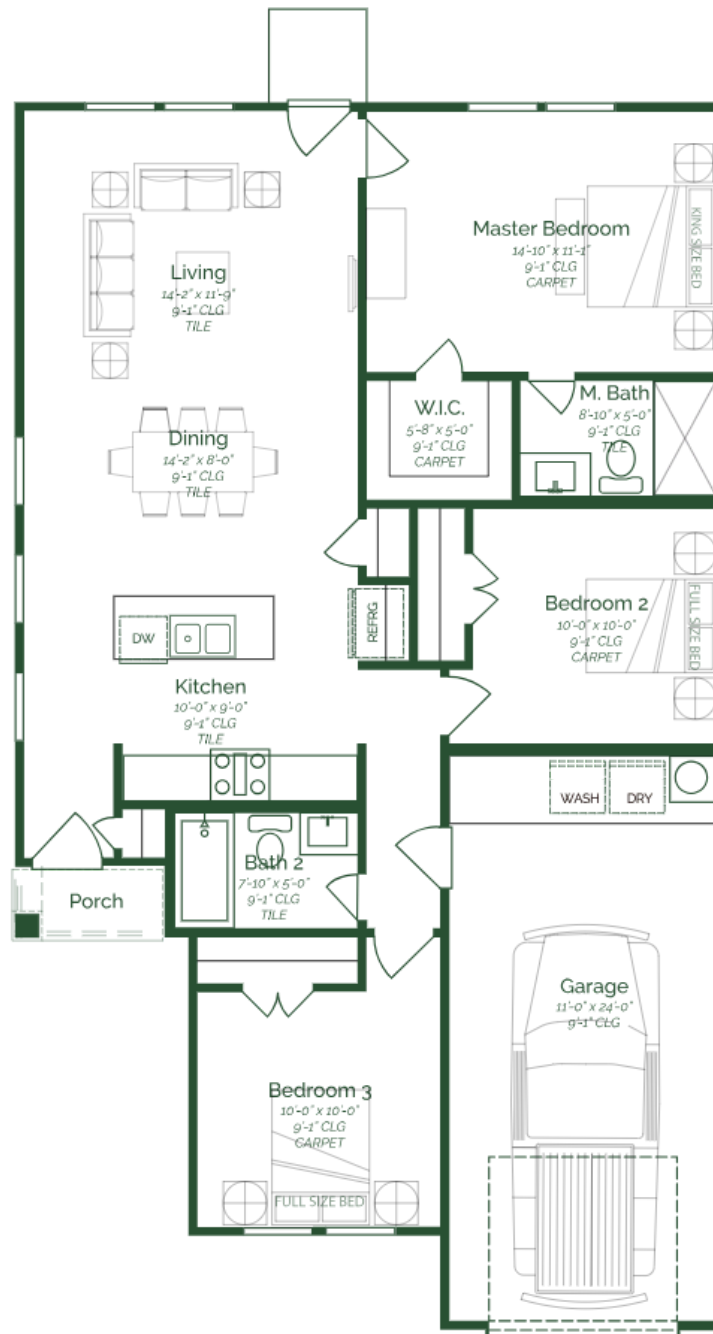 Master Bedroom
14'-10" x 11'-1"
9'-1" CLG
CARPET
KING SIZE BED
Living
14'-2" x 11'-9"
9'-1" CLG
TILE
W.I.C.
5'-8" x 5'-0"
9'-1" CLG
CARPET
M. Bath
8'-10" x 5'-0"
9'-1" CLG
TILE
Dining
14'-2" x 8'-0"
9'-1" CLG
TILE
Bedroom 2
10'-0" x 10'-0"
9'-1" CLG
CARPET
FULL SIZE BED
REFRG
DW
Kitchen
10'-0" x 9'-0"
9'-1" CLG
TILE
WASH
DRY
Bath 2
7'-10" x 5'-0"
9'-1" CLG
TILE
Porch
Garage
11'-0" x 24'-0"
9'-1" CLG
Bedroom 3
10'-0" x 10'-0"
9'-1" CLG
CARPET
FULL SIZE BED